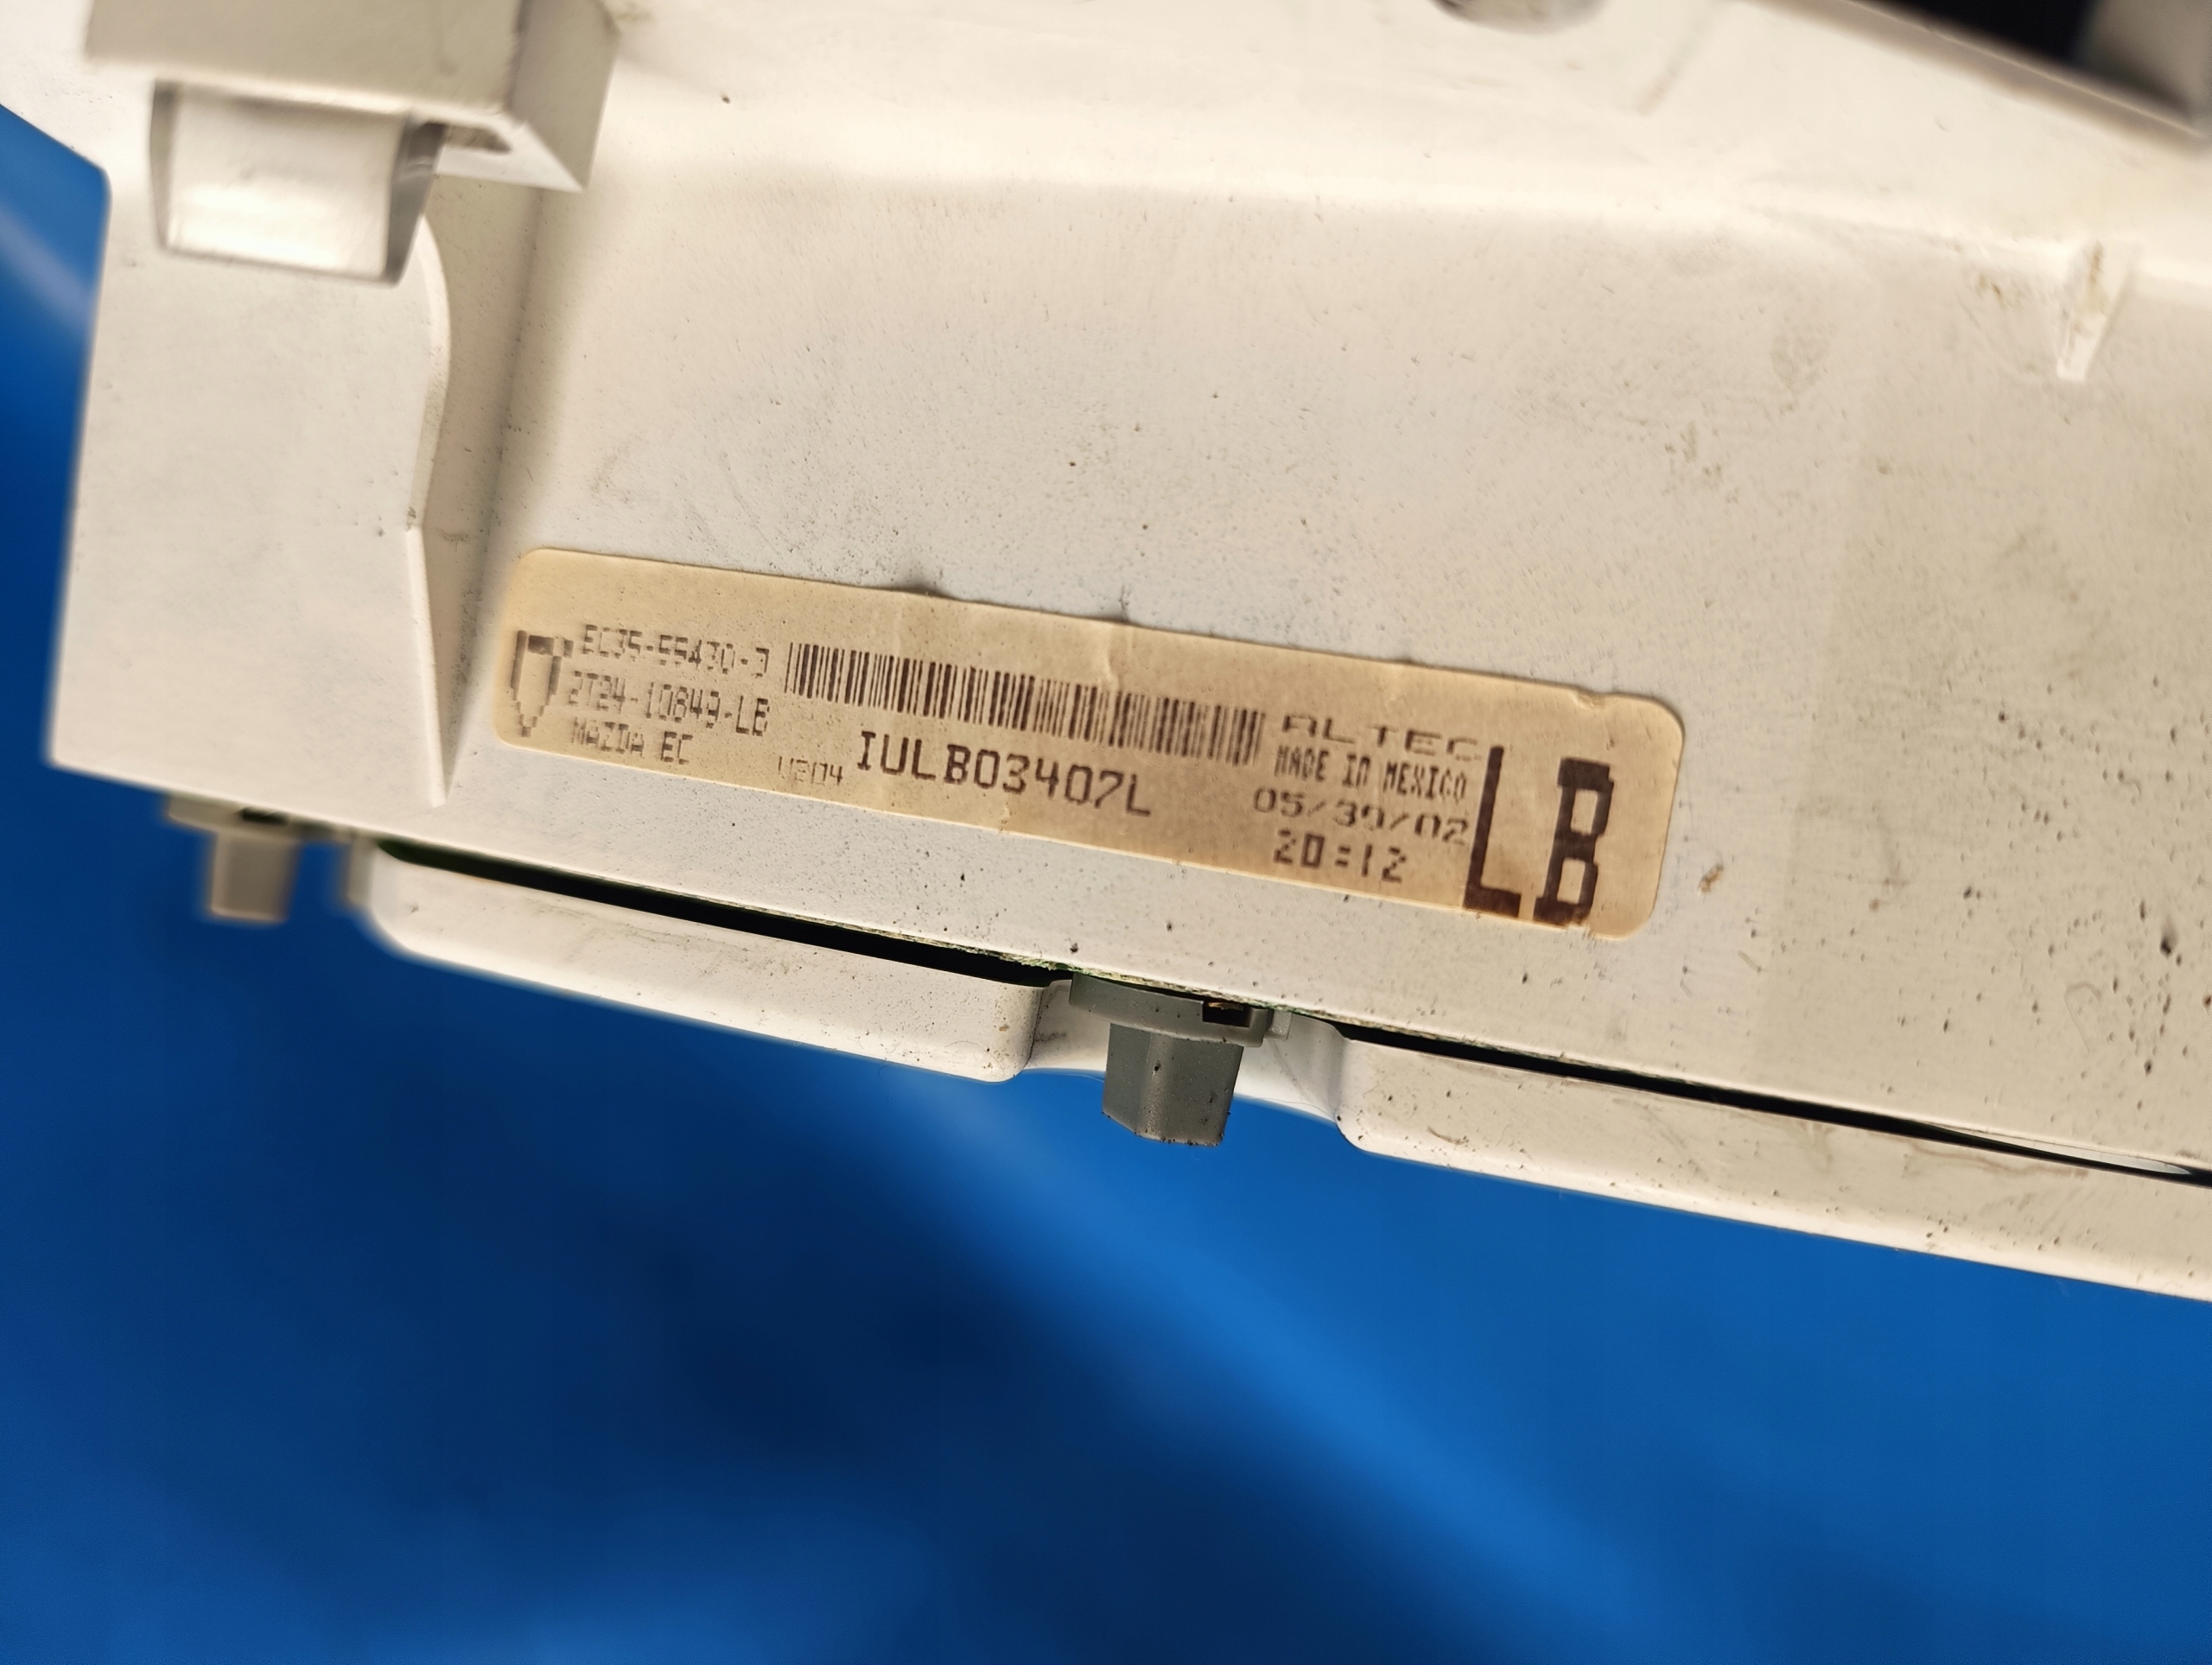 EC35-55430-3
2T24-10849-LB
MAZDA EC
U204
IULB03407L
ALTEC
MADE IN MEXICO
05/30/02
20:12
LB